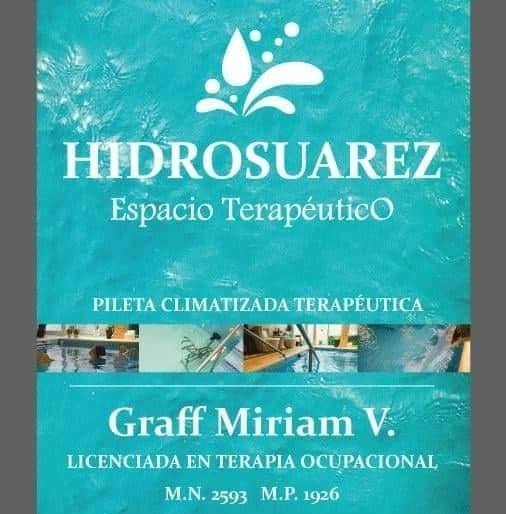 HIDROSUAREZ
Espacio TerapéuticO
PILETA CLIMATIZADA TERAPÉUTICA
Graff Miriam V.
LICENCIADA EN TERAPIA OCUPACIONAL
M.N. 2593 M.P. 1926